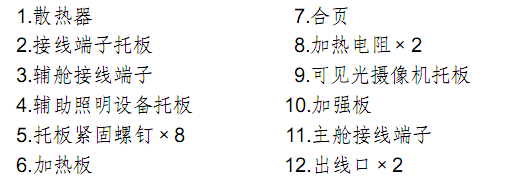 1.散热器
2.接线端子托板
3.辅舱接线端子
4.辅助照明设备托板
5.托板紧固螺钉×8
6.加热板
7.合页
8.加热电阻×2
9.可见光摄像机托板
10.加强板
11.主舱接线端子
12.出线口×2